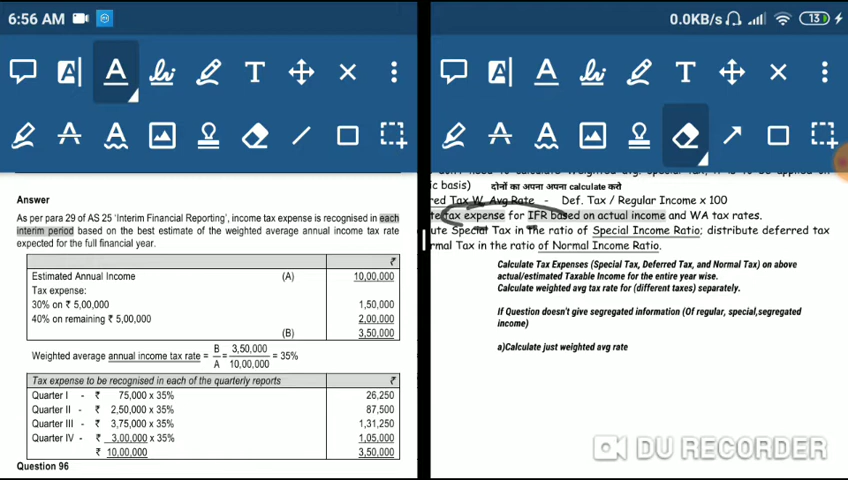 6:56 AM
0.0KB/s
13
Answer
As per para 29 of AS 25 'Interim Financial Reporting', income tax expense is recognised in each
interim period based on the best estimate of the weighted average annual income tax rate
expected for the full financial year.
₹
Estimated Annual Income (A) 10,00,000
Tax expense:
30% on ₹ 5,00,000 1,50,000
40% on remaining ₹ 5,00,000 2,00,000
(B) 3,50,000
Weighted average annual income tax rate = B/A = 3,50,000/10,00,000 = 35%
Tax expense to be recognised in each of the quarterly reports ₹
Quarter I - ₹ 75,000 x 35% 26,250
Quarter II - ₹ 2,50,000 x 35% 87,500
Quarter III - ₹ 3,75,000 x 35% 1,31,250
Quarter IV - ₹ 3,00,000 x 35% 1,05,000
₹ 10,00,000 3,50,000
Question 96
ic basis) दोनों का अपना अपना calculate करो
red Tax W. Avg Rate - Def. Tax / Regular Income x 100
te tax expense for IFR based on actual income and WA tax rates.
ute Special Tax in the ratio of Special Income Ratio; distribute deferred tax
rmal Tax in the ratio of Normal Income Ratio.
Calculate Tax Expenses (Special Tax, Deferred Tax, and Normal Tax) on above
actual/estimated Taxable Income for the entire year wise.
Calculate weighted avg tax rate for (different taxes) separately.
If Question doesn't give segregated information (Of regular, special,segregated
income)
a)Calculate just weighted avg rate
DU RECORDER